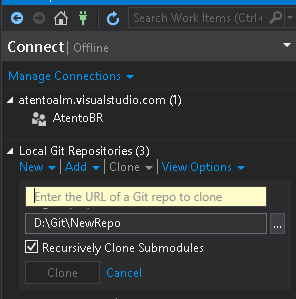 Search Work Items (Ctrl+'
Connect | Offline
Manage Connections
atentoalm.visualstudio.com (1)
AtentoBR
Local Git Repositories (3)
New | Add | Clone | View Options
Enter the URL of a Git repo to clone
D:\Git\NewRepo ...
Recursively Clone Submodules
Clone Cancel